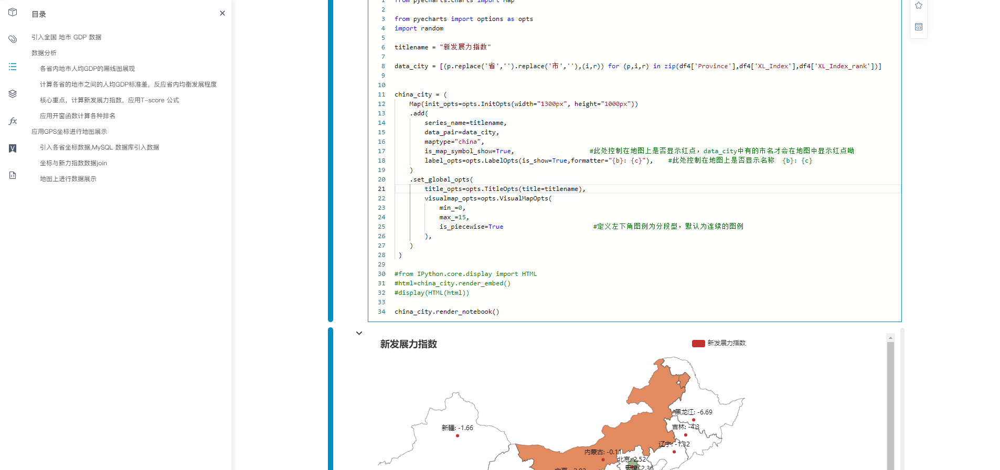 目录
引入全国 地市 GDP 数据
数据分析
各省内地市人均GDP的厢线图展现
计算各省的地市之间的人均GDP标准差，反应省内均衡发展程度
核心重点，计算新发展力指数，应用T-score 公式
应用开窗函数计算各种排名
应用GPS坐标进行地图展示
引入各省坐标数据,MySQL 数据库引入数据
坐标与新力指数数据join
地图上进行数据展示
1 from pyecharts.charts import Map
2
3 from pyecharts import options as opts
4 import random
5
6 titlename = "新发展力指数"
7
8 data_city = [(p.replace('省','').replace('市',''),(i,r)) for (p,i,r) in zip(df4['Province'],df4['XL_Index'],df4['XL_Index_rank'])]
9
10
11 china_city = (
12 Map(init_opts=opts.InitOpts(width="1300px", height="1000px"))
13 .add(
14 series_name=titlename,
15 data_pair=data_city,
16 maptype="china",
17 is_map_symbol_show=True, #此处控制在地图上是否显示红点，data_city中有的市名才会在地图中显示红点呦
18 label_opts=opts.LabelOpts(is_show=True,formatter="{b}: {c}"), #此处控制在地图上是否显示名称 {b}: {c}
19 )
20 .set_global_opts(
21 title_opts=opts.TitleOpts(title=titlename),
22 visualmap_opts=opts.VisualMapOpts(
23 min_=0,
24 max_=15,
25 is_piecewise=True #定义左下角图例为分段型，默认为连续的图例
26 ),
27 )
28 )
29
30 #from IPython.core.display import HTML
31 #html=china_city.render_embed()
32 #display(HTML(html))
33
34 china_city.render_notebook()
新发展力指数
新发展力指数
黑龙江: -6.69
吉林: -4.3
新疆: -1.66
辽宁: -1.32
内蒙古: -0.11
北京: 2.52
天津: 2.36